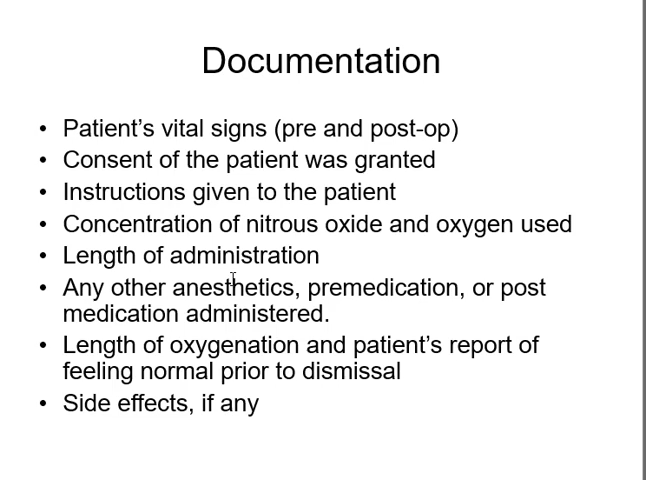 Documentation
• Patient's vital signs (pre and post-op)
• Consent of the patient was granted
• Instructions given to the patient
• Concentration of nitrous oxide and oxygen used
• Length of administration
• Any other anesthetics, premedication, or post
medication administered.
• Length of oxygenation and patient's report of
feeling normal prior to dismissal
• Side effects, if any